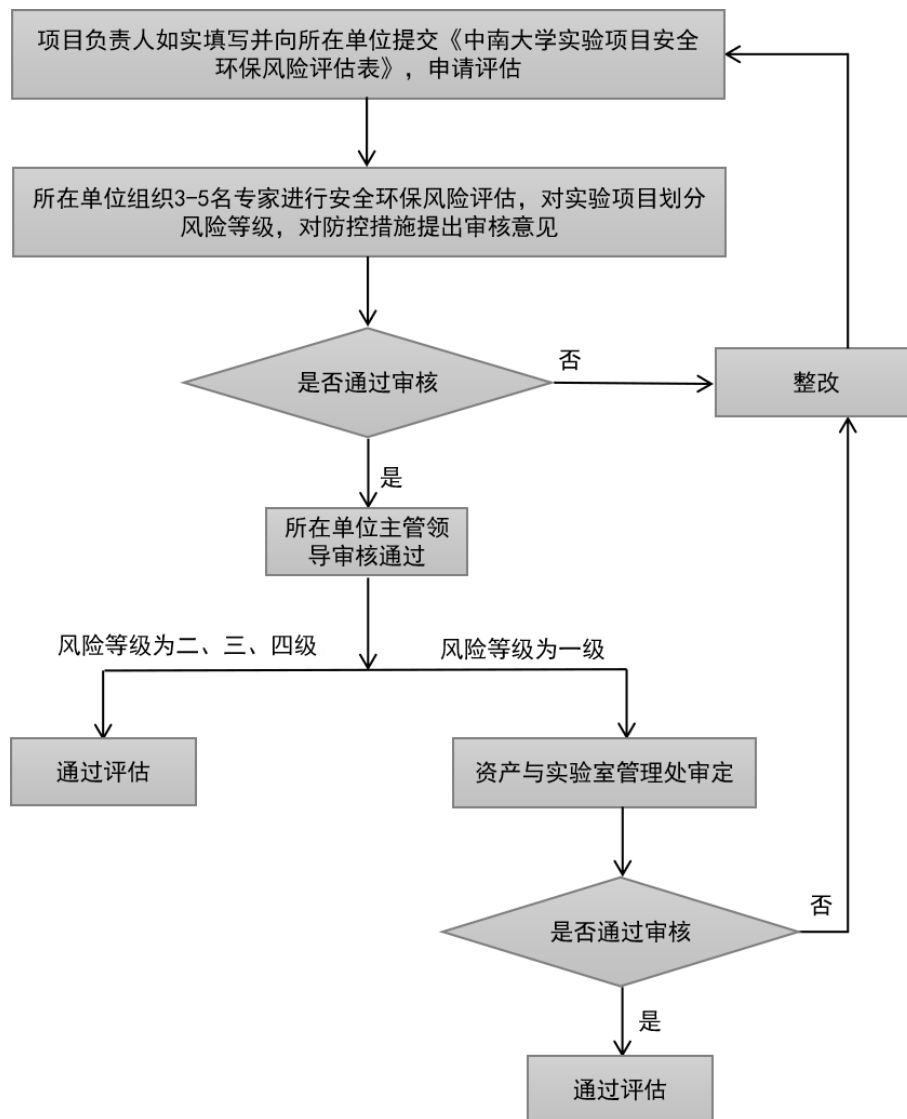 项目负责人如实填写并向所在单位提交《中南大学实验项目安全
环保风险评估表》，申请评估
所在单位组织3-5名专家进行安全环保风险评估，对实验项目划分
风险等级，对防控措施提出审核意见
是否通过审核
否
整改
是
所在单位主管领
导审核通过
风险等级为二、三、四级
风险等级为一级
通过评估
资产与实验室管理处审定
是否通过审核
否
是
通过评估